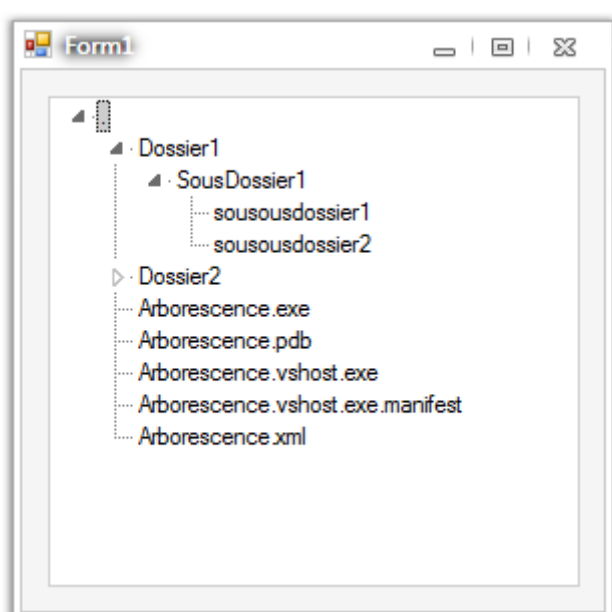 Form1
.
Dossier1
SousDossier1
sousousdossier1
sousousdossier2
Dossier2
Arborescence.exe
Arborescence.pdb
Arborescence.vshost.exe
Arborescence.vshost.exe.manifest
Arborescence.xml